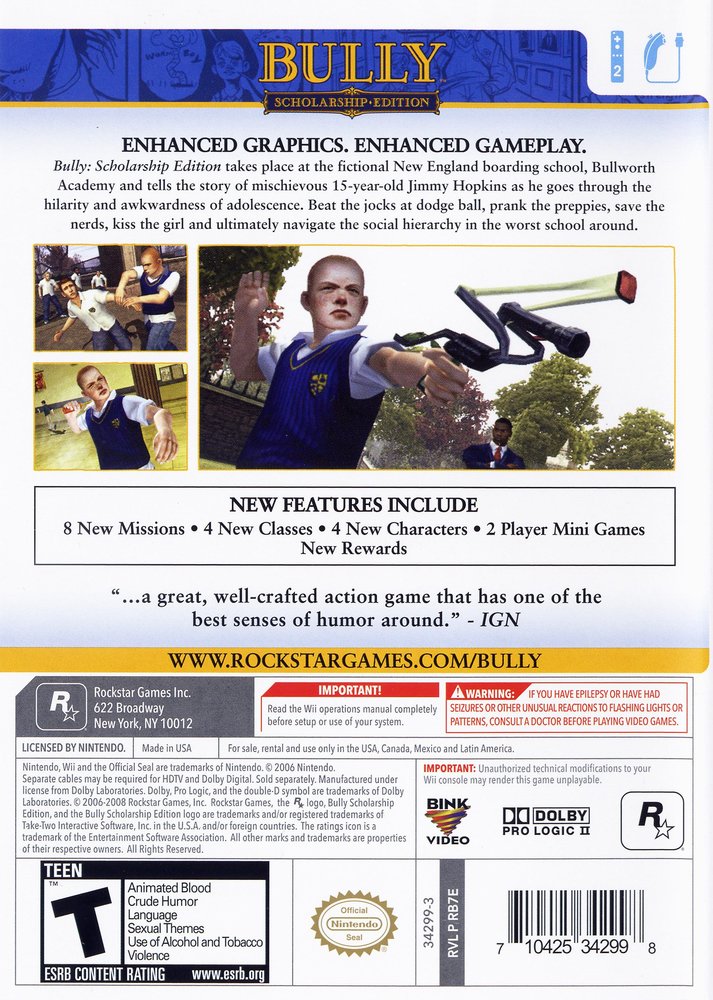 BULLY
SCHOLARSHIP EDITION
2
ENHANCED GRAPHICS. ENHANCED GAMEPLAY.
Bully: Scholarship Edition takes place at the fictional New England boarding school, Bullworth
Academy and tells the story of mischievous 15-year-old Jimmy Hopkins as he goes through the
hilarity and awkwardness of adolescence. Beat the jocks at dodge ball, prank the preppies, save the
nerds, kiss the girl and ultimately navigate the social hierarchy in the worst school around.
NEW FEATURES INCLUDE
8 New Missions • 4 New Classes • 4 New Characters • 2 Player Mini Games
New Rewards
“...a great, well-crafted action game that has one of the
best senses of humor around.” - IGN
WWW.ROCKSTARGAMES.COM/BULLY
R
Rockstar Games Inc.
622 Broadway
New York, NY 10012
IMPORTANT!
Read the Wii operations manual completely
before setup or use of your system.
WARNING: IF YOU HAVE EPILEPSY OR HAVE HAD
SEIZURES OR OTHER UNUSUAL REACTIONS TO FLASHING LIGHTS OR
PATTERNS, CONSULT A DOCTOR BEFORE PLAYING VIDEO GAMES.
LICENSED BY NINTENDO.
Made in USA
For sale, rental and use only in the USA, Canada, Mexico and Latin America.
Nintendo, Wii and the Official Seal are trademarks of Nintendo. © 2006 Nintendo.
Separate cables may be required for HDTV and Dolby Digital. Sold separately. Manufactured under
license from Dolby Laboratories. Dolby, Pro Logic, and the double-D symbol are trademarks of Dolby
Laboratories. © 2006-2008 Rockstar Games, Inc. Rockstar Games, the R logo, Bully Scholarship
Edition, and the Bully Scholarship Edition logo are trademarks and/or registered trademarks of
Take-Two Interactive Software, Inc. in the U.S.A. and/or foreign countries. The ratings icon is a
trademark of the Entertainment Software Association. All other marks and trademarks are properties
of their respective owners. All Rights Reserved.
IMPORTANT: Unauthorized technical modifications to your
Wii console may render this game unplayable.
BINK
VIDEO
DOLBY
PRO LOGIC II
R
TEEN
T
TM
Animated Blood
Crude Humor
Language
Sexual Themes
Use of Alcohol and Tobacco
Violence
ESRB CONTENT RATING www.esrb.org
Official
Nintendo
Seal
34299-3
RVL P RB7E
7 10425 34299 8